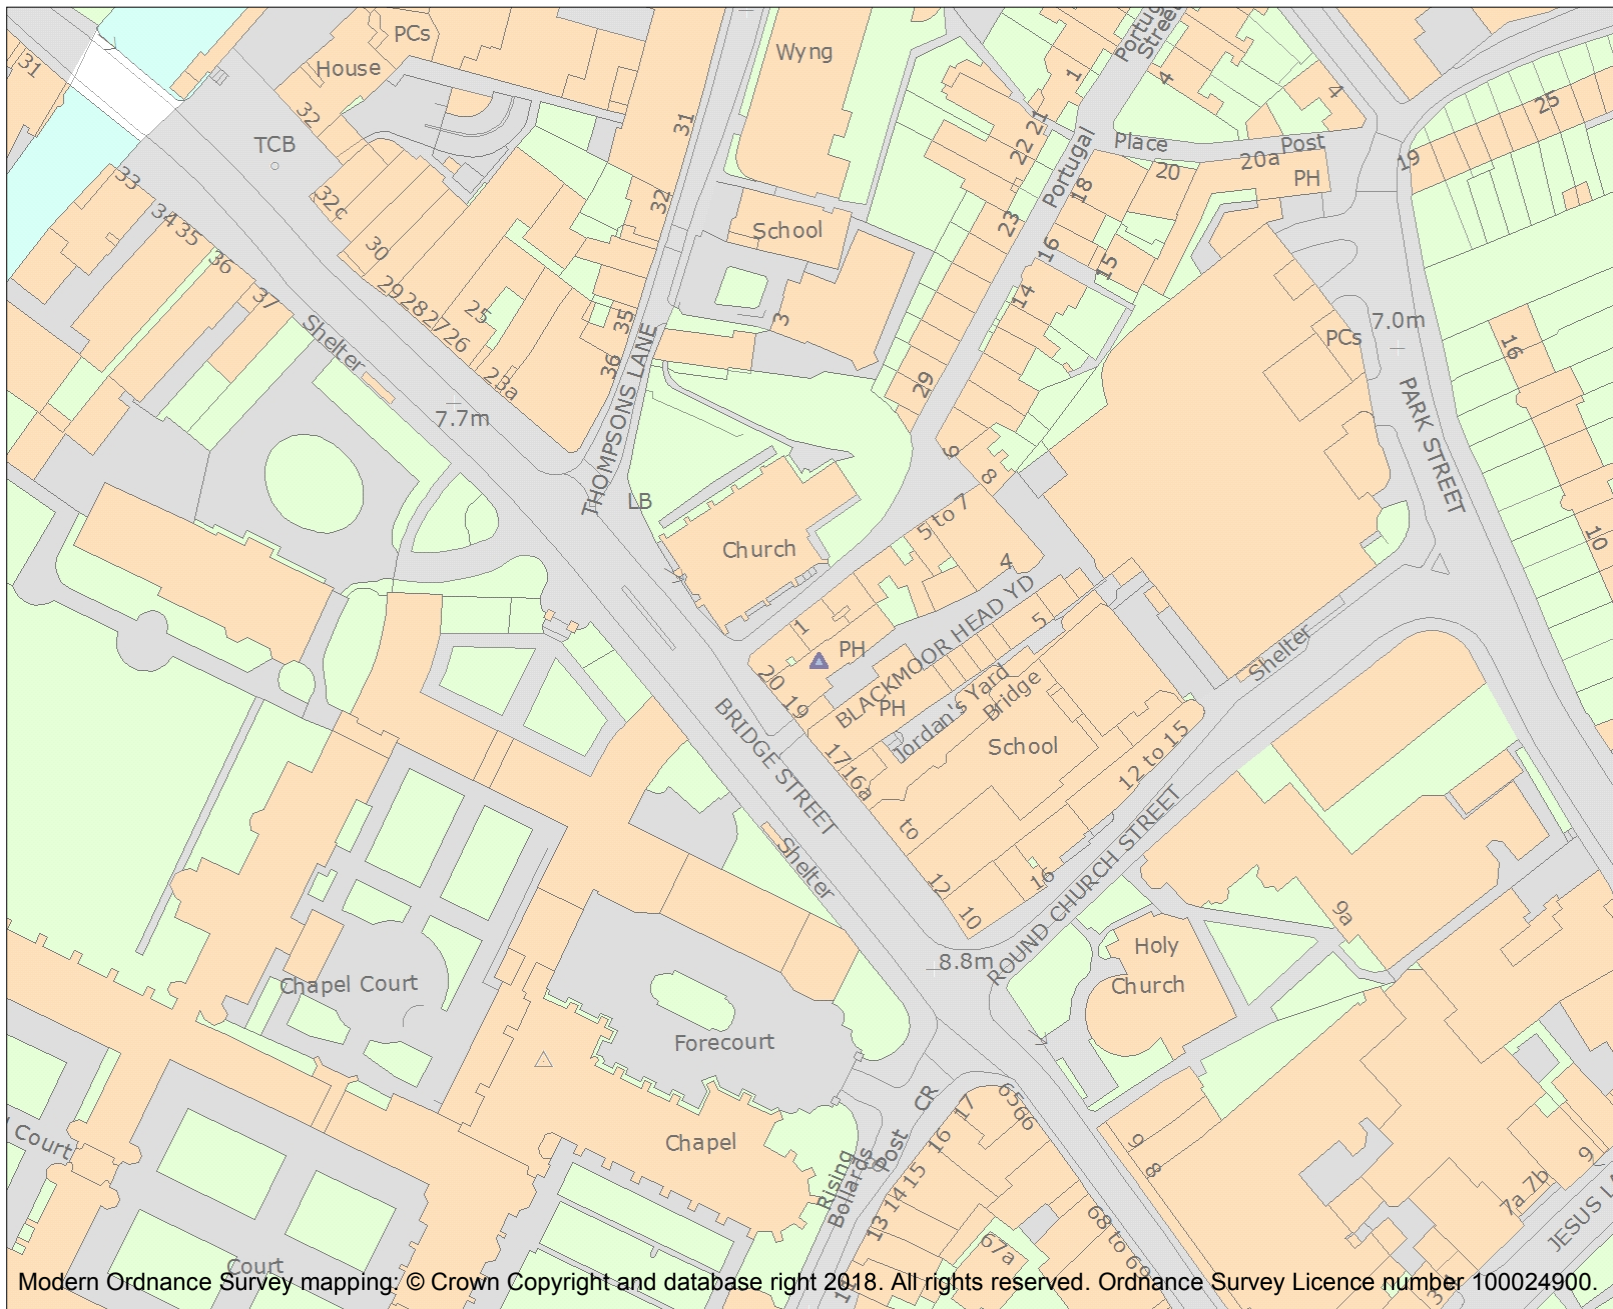 PCs
Wyng
Portugal
Street
31
House
1
4
4
25
32
31
21
22
Place
Post
TCB
20a
19
33
32c
32
Portugal
18
20
PH
34
35
School
23
16
36
30
15
37
29
28
27
26
25
14
3
7.0m
PCs
Shelter
35
36
THOMPSONS LANE
16
23a
7.7m
29
PARK STREET
9
8
LB
5 to 7
Church
4
10
BLACKMOOR HEAD YD
1
PH
5
Shelter
20
19
PH
Jordan's Yard
Bridge
BRIDGE STREET
School
17
16a
12 to 15
to
Shelter
12
16
10
ROUND CHURCH STREET
9a
Holy
Church
8.8m
Chapel Court
Forecourt
CR
17
65
66
Chapel
Court
Post
16
9
8
9
Rising
Bollards
15
14
13
7a
7b
68 to 69
67a
JESUS
Court
Modern Ordnance Survey mapping: © Crown Copyright and database right 2018. All rights reserved. Ordnance Survey Licence number 100024900.